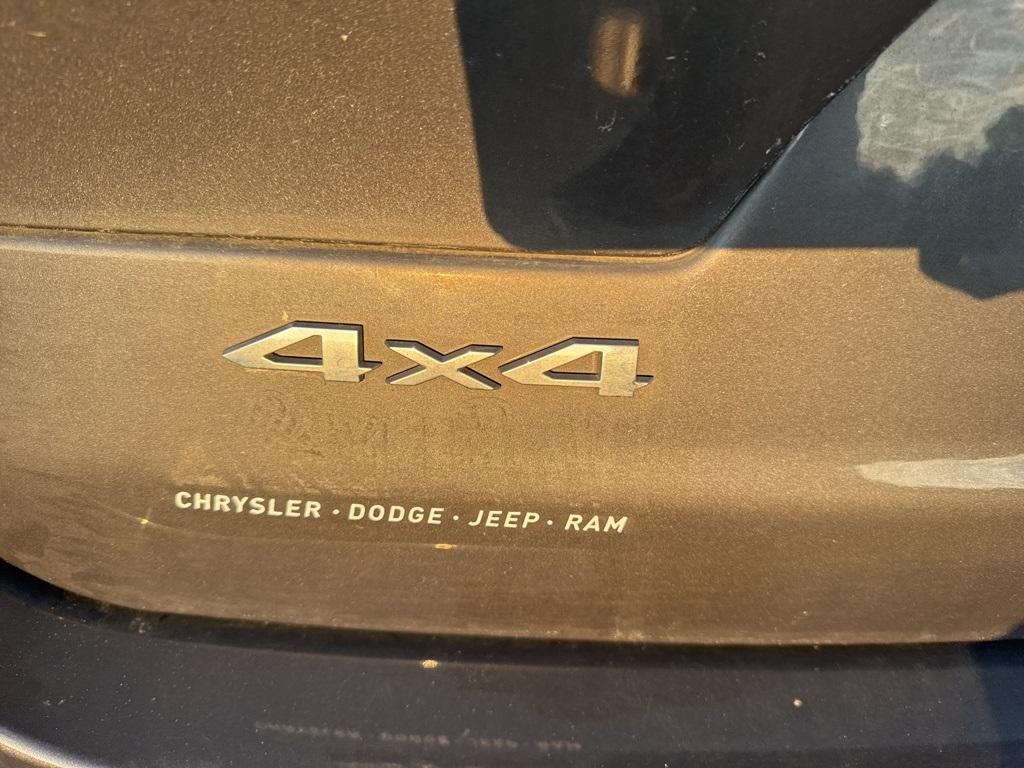 4x4
CHRYSLER · DODGE · JEEP · RAM